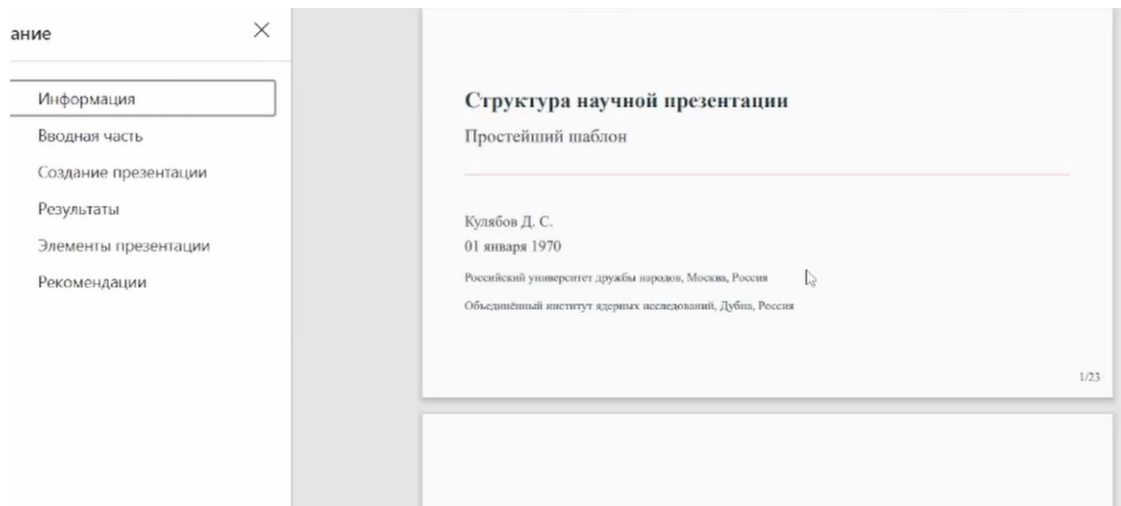 ание
Информация
Вводная часть
Создание презентации
Результаты
Элементы презентации
Рекомендации
Структура научной презентации
Простейший шаблон
Кулябов Д. С.
01 января 1970
Российский университет дружбы народов, Москва, Россия
Объединённый институт ядерных исследований, Дубна, Россия
1/23